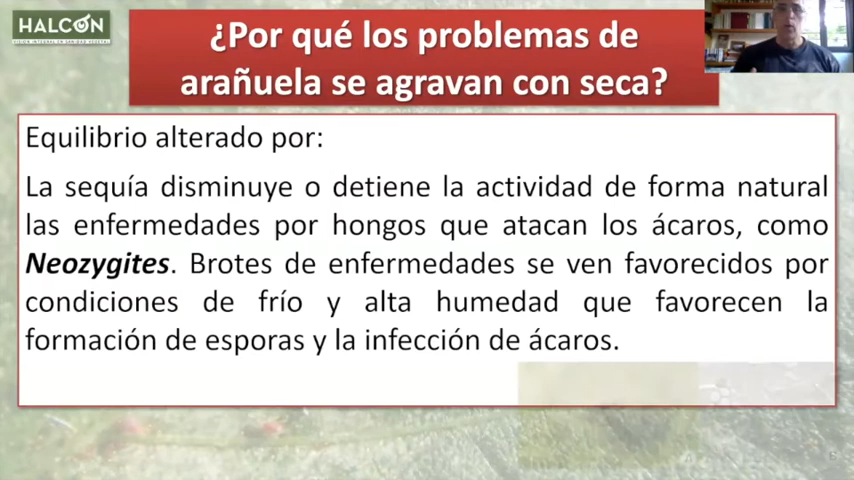 HALCÓN
¿Por qué los problemas de
arañuela se agravan con seca?
Equilibrio alterado por:
La sequía disminuye o detiene la actividad de forma natural
las enfermedades por hongos que atacan los ácaros, como
Neozygites. Brotes de enfermedades se ven favorecidos por
condiciones de frío y alta humedad que favorecen la
formación de esporas y la infección de ácaros.